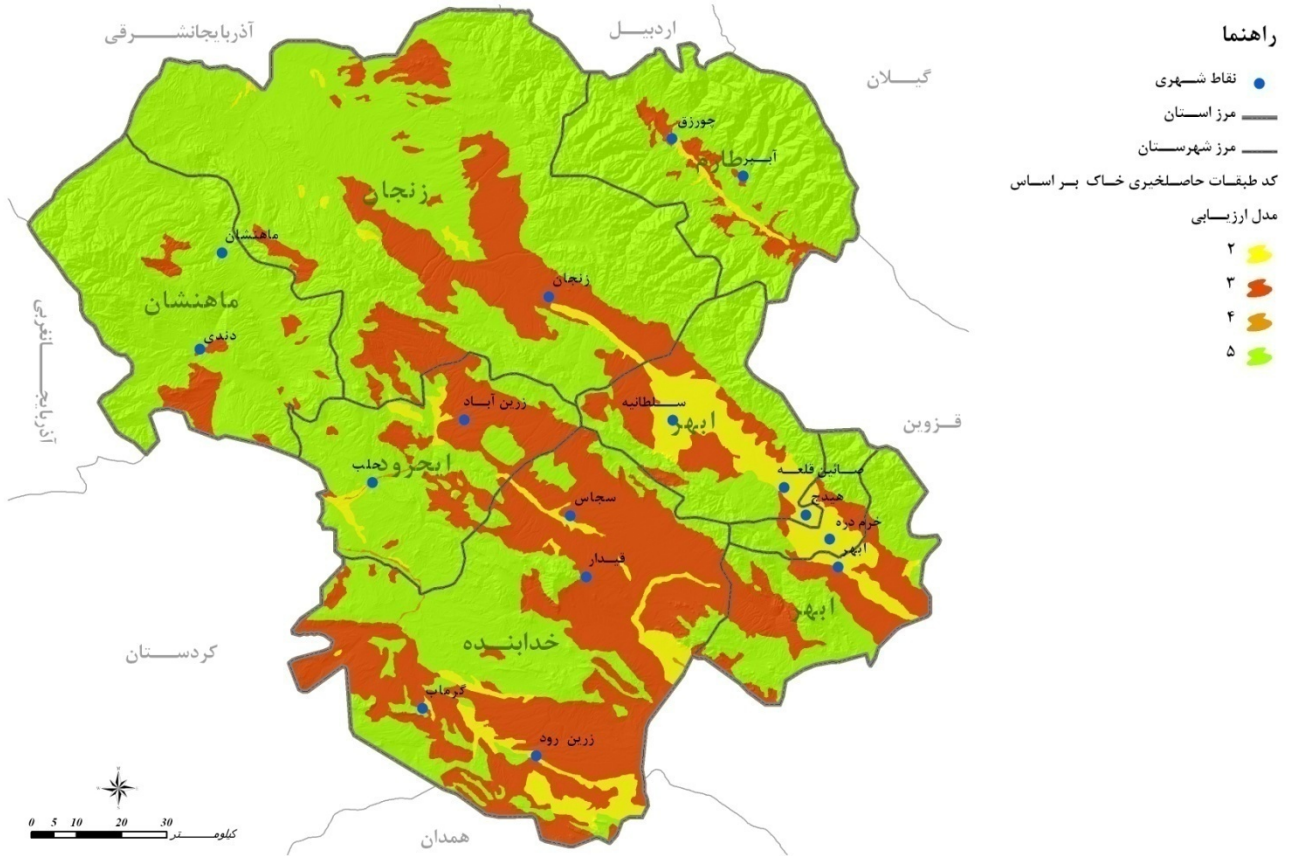 راهنما
نقاط شهری
مرز استان
مرز شهرستان
کد طبقات حاصلخیری خاک بر اساس
مدل ارزیابی
۲
۳
۴
۵
آذربایجانشرقی
اردبیل
گیلان
قزوین
آذربایجانغربی
کردستان
همدان
چورزق
آببر
طارم
زنجان
ماهنشان
ماهنشان
زنجان
دندی
سلطانیه
ابهر
زرین آباد
ایجرود
حلب
سجاس
صائین قلعه
هیدج
خرم دره
ابهر
قیدار
ابهر
خدابنده
گرماب
زرین رود
0 5 10 20 30
کیلومتر